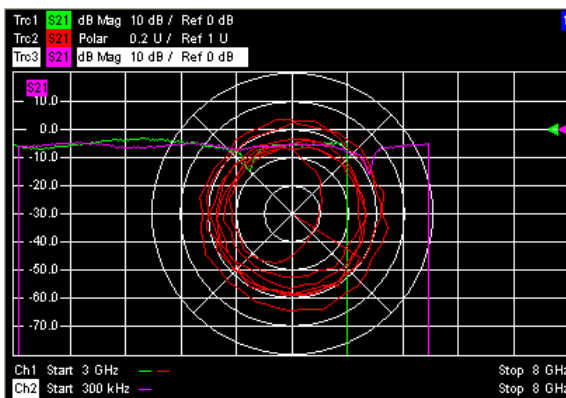 Trc1 S21 dB Mag 10 dB / Ref 0 dB
Trc2 S21 Polar 0.2 U / Ref 1 U
Trc3 S21 dB Mag 10 dB / Ref 0 dB
S21
10.0
0.0
-10.0
-20.0
-30.0
-40.0
-50.0
-60.0
-70.0
Ch1 Start 3 GHz Stop 8 GHz
Ch2 Start 300 kHz Stop 8 GHz